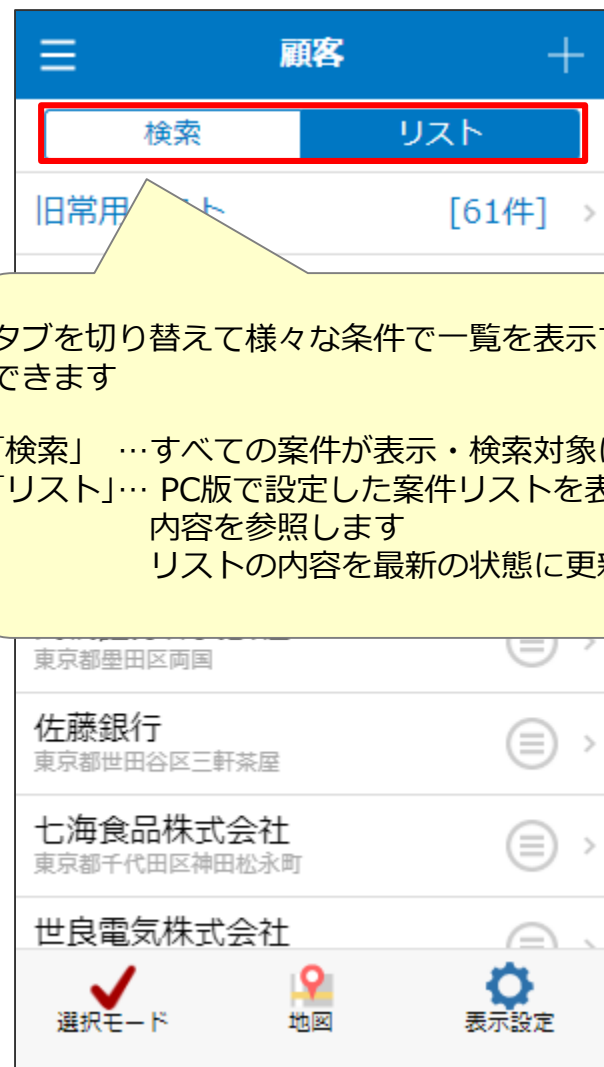 顧客
検索 リスト
旧常用 スト [61件]
タブを切り替えて様々な条件で一覧を表示
できます
「検索」 …すべての案件が表示・検索対象
「リスト」… PC版で設定した案件リストを表
内容を参照します
リストの内容を最新の状態に更
東京都墨田区両国
佐藤銀行
東京都世田谷区三軒茶屋
七海食品株式会社
東京都千代田区神田松永町
世良電気株式会社
選択モード 地図 表示設定